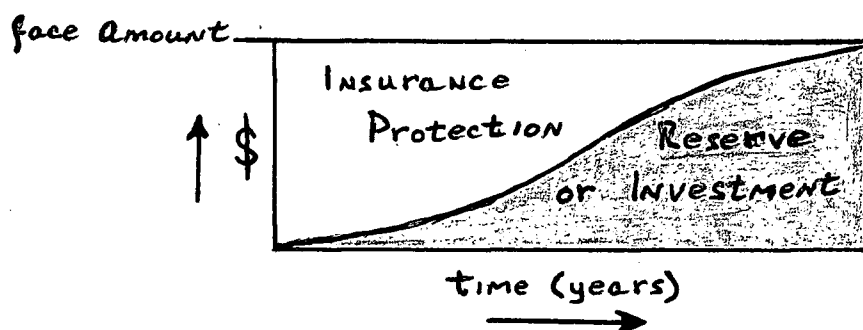 face Amount
Insurance
Protection
$
Reserve
or Investment
time (years)